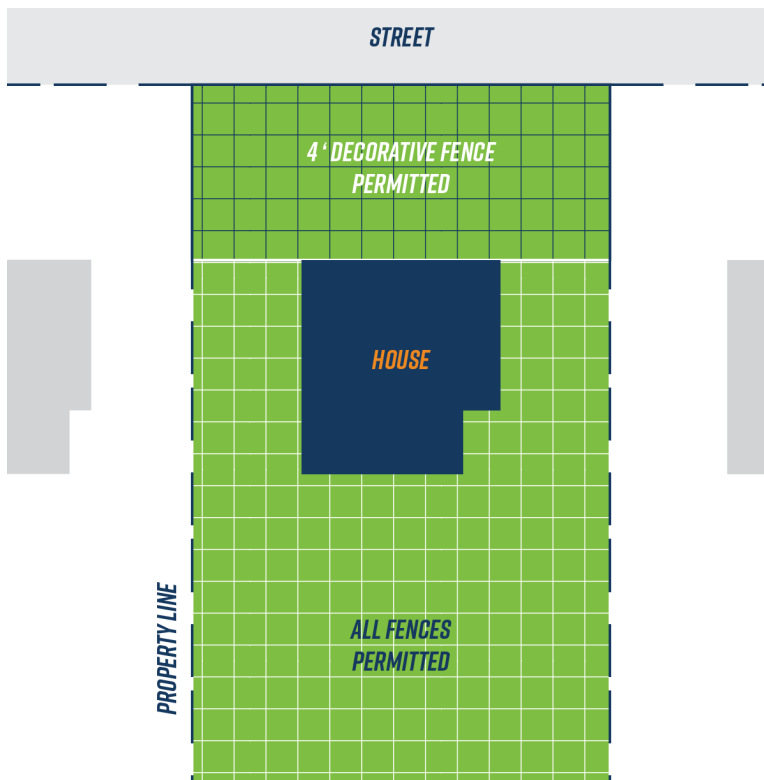 STREET
4 ‘ DECORATIVE FENCE
PERMITTED
HOUSE
PROPERTY LINE
ALL FENCES
PERMITTED